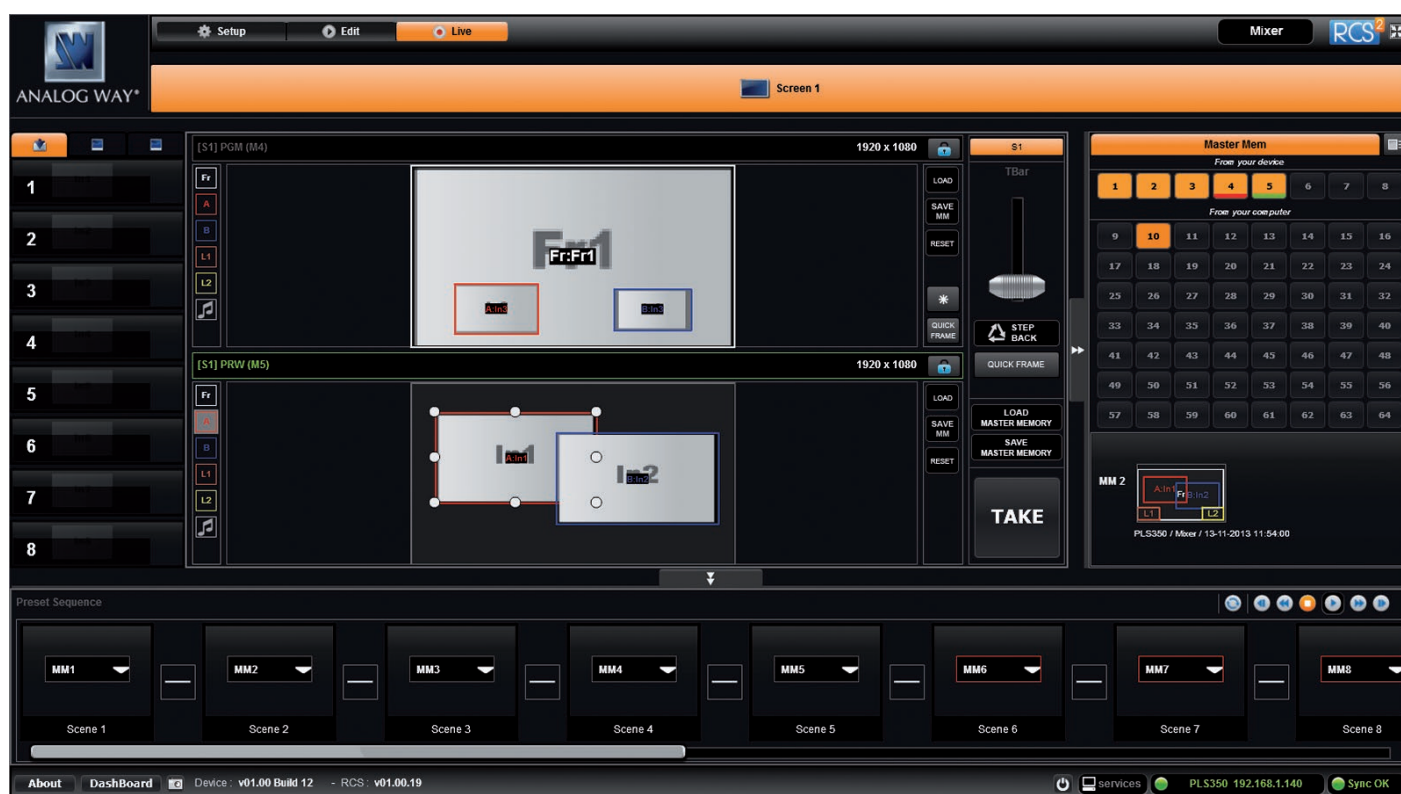 Setup Edit Live Mixer RCS2
ANALOG WAY®
Screen 1
[S1] PGM (M4) 1920 x 1080 S1 Master Mem
From your device
TBar
Fr LOAD 1 2 3 4 5 6 7 8
A SAVE MM From your computer
B RESET 9 10 11 12 13 14 15 16
L1 Fr1 17 18 19 20 21 22 23 24
Fr:Fr1
L2 25 26 27 28 29 30 31 32
A:In3 B:In3
QUICK FRAME STEP BACK 33 34 35 36 37 38 39 40
[S1] PRW (M5) 1920 x 1080 QUICK FRAME 41 42 43 44 45 46 47 48
Fr LOAD 49 50 51 52 53 54 55 56
A SAVE MM LOAD MASTER MEMORY 57 58 59 60 61 62 63 64
B RESET SAVE MASTER MEMORY
In1 A:In1
In2 B:In2
L1
L2
TAKE
MM 2 A:In1 Fr B:In2
L1 L2
PLS350 / Mixer / 13-11-2013 11:54:00
1
2
3
4
5
6
7
8
Preset Sequence
MM1 MM2 MM3 MM4 MM5 MM6 MM7 MM8
Scene 1 Scene 2 Scene 3 Scene 4 Scene 5 Scene 6 Scene 7 Scene 8
About DashBoard Device : v01.00 Build 12 - RCS : v01.00.19 services PLS350 192.168.1.140 Sync OK